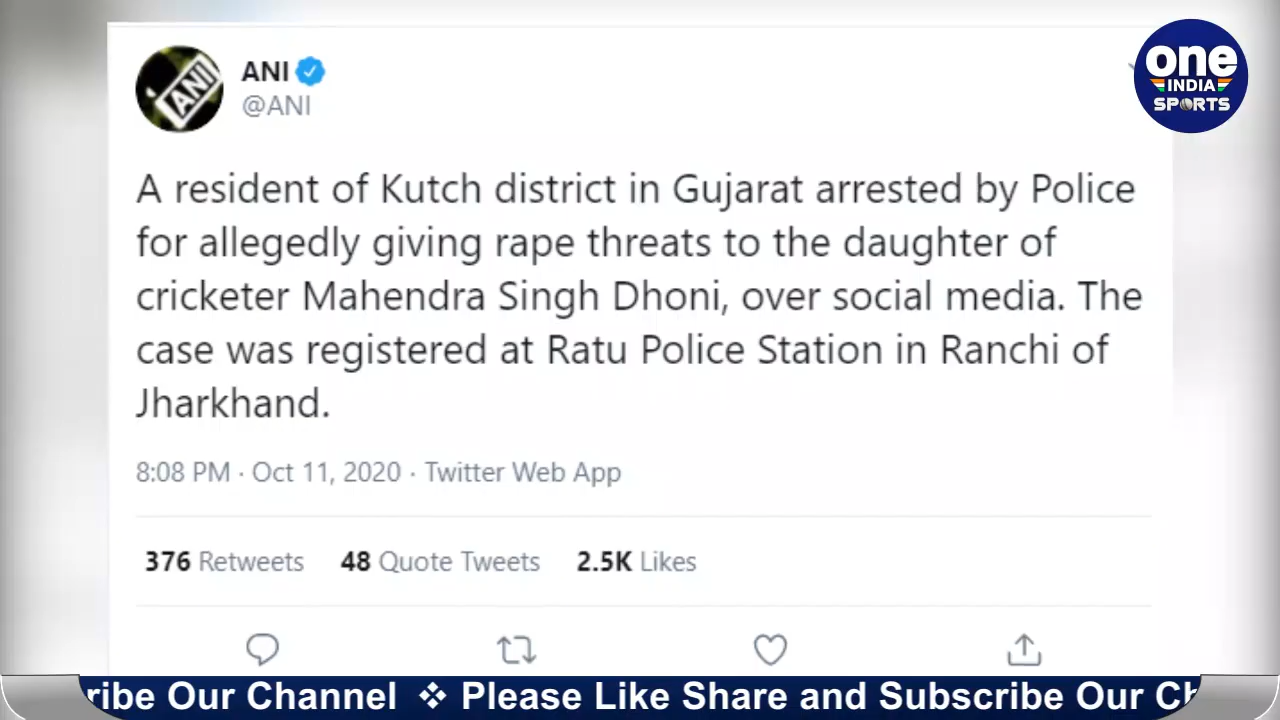 ANI
@ANI
ANI
one
INDIA
SPORTS
A resident of Kutch district in Gujarat arrested by Police
for allegedly giving rape threats to the daughter of
cricketer Mahendra Singh Dhoni, over social media. The
case was registered at Ratu Police Station in Ranchi of
Jharkhand.
8:08 PM · Oct 11, 2020 · Twitter Web App
376 Retweets 48 Quote Tweets 2.5K Likes
ribe Our Channel ❖ Please Like Share and Subscribe Our Ch